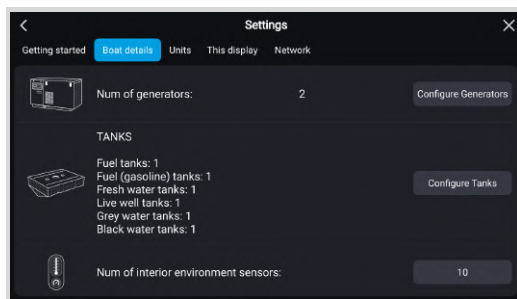 Settings
Getting started Boat details Units This display Network
Num of generators: 2 Configure Generators
TANKS
Fuel tanks: 1
Fuel (gasoline) tanks: 1
Fresh water tanks: 1
Live well tanks: 1
Grey water tanks: 1
Black water tanks: 1
Configure Tanks
Num of interior environment sensors: 10